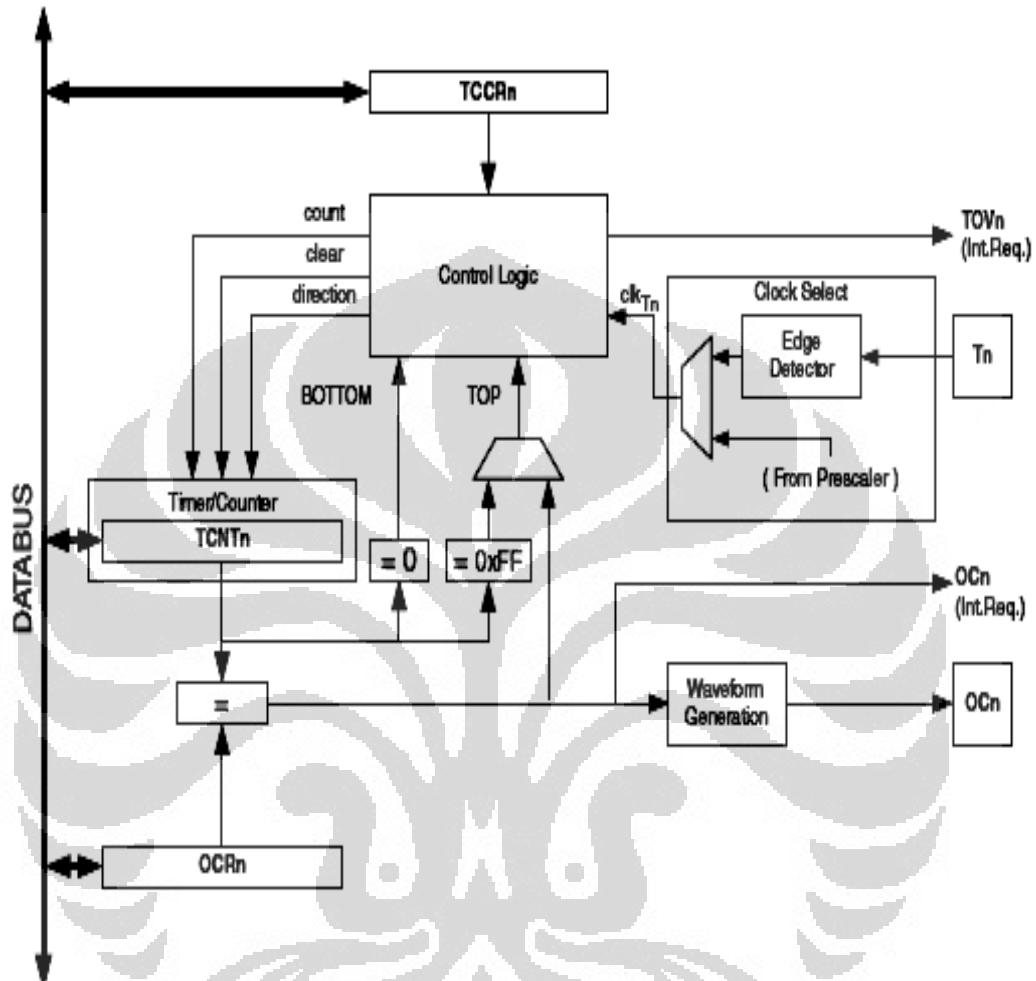 TCCRn
count
TOVn
(Int.Req.)
clear
Control Logic
direction
clkTn
Clock Select
Edge
Detector
Tn
BOTTOM
TOP
( From Prescaler )
Timer/Counter
TCNTn
= 0
= 0xFF
DATABUS
OCn
(Int.Req.)
=
Waveform
Generation
OCn
OCRn